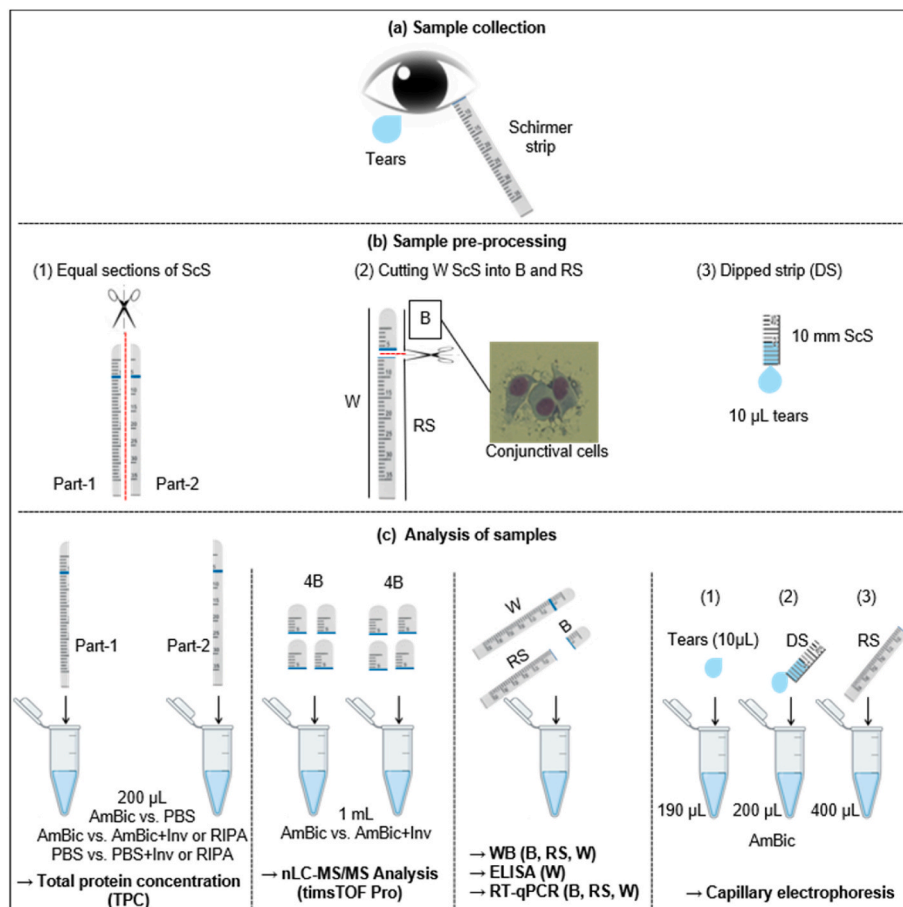 (a) Sample collection
Tears
Schirmer
strip
(b) Sample pre-processing
(1) Equal sections of ScS
Part-1
Part-2
(2) Cutting W ScS into B and RS
B
W
RS
Conjunctival cells
(3) Dipped strip (DS)
10 mm ScS
10 µL tears
(c) Analysis of samples
Part-1
Part-2
200 µL
AmBic vs. PBS
AmBic vs. AmBic+Inv or RIPA
PBS vs. PBS+Inv or RIPA
→ Total protein concentration
(TPC)
4B
4B
1 mL
AmBic vs. AmBic+Inv
→ nLC-MS/MS Analysis
(timsTOF Pro)
W
B
RS
→ WB (B, RS, W)
→ ELISA (W)
→ RT-qPCR (B, RS, W)
(1)
(2)
(3)
Tears (10µL)
DS
RS
190 µL
200 µL
400 µL
AmBic
→ Capillary electrophoresis